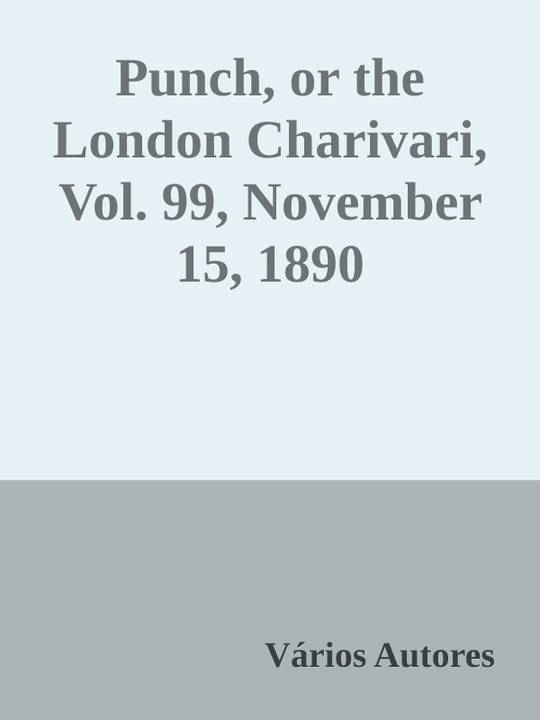 Punch, or the
London Charivari,
Vol. 99, November
15, 1890
Vários Autores